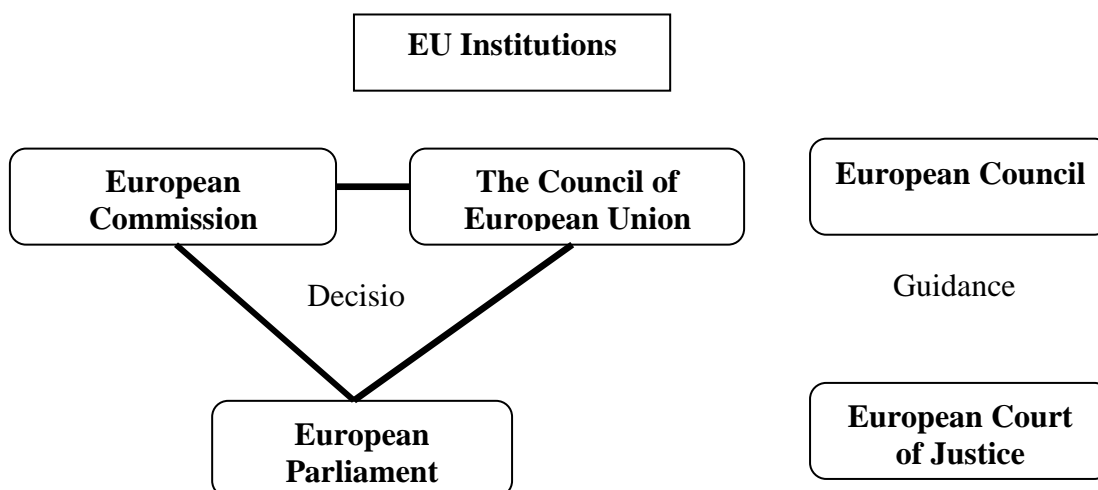 EU Institutions
European
Commission
The Council of
European Union
European Council
Decisio
Guidance
European
Parliament
European Court
of Justice